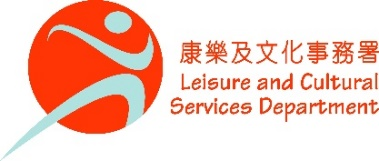 康樂及文化事務署
Leisure and Cultural
Services Department